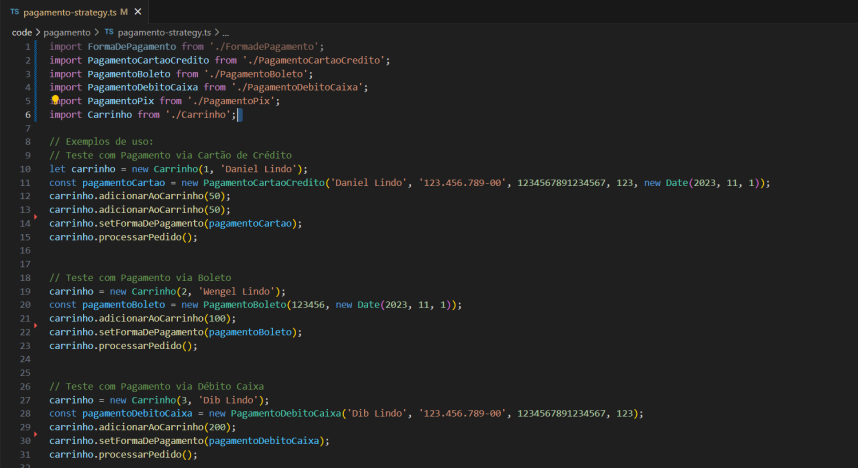 TS pagamento-strategy.ts M ✕
code > pagamento > TS pagamento-strategy.ts > ...
1 import FormaDePagamento from './FormadePagamento';
2 import PagamentoCartaoCredito from './PagamentoCartaoCredito';
3 import PagamentoBoleto from './PagamentoBoleto';
4 import PagamentoDebitoCaixa from './PagamentoDebitoCaixa';
5 import PagamentoPix from './PagamentoPix';
6 import Carrinho from './Carrinho';
7
8 // Exemplos de uso:
9 // Teste com Pagamento via Cartão de Crédito
10 let carrinho = new Carrinho(1, 'Daniel Lindo');
11 const pagamentoCartao = new PagamentoCartaoCredito('Daniel Lindo', '123.456.789-00', 1234567891234567, 123, new Date(2023, 11, 1));
12 carrinho.adicionarAoCarrinho(50);
13 carrinho.adicionarAoCarrinho(50);
14 carrinho.setFormaDePagamento(pagamentoCartao);
15 carrinho.processarPedido();
16
17
18 // Teste com Pagamento via Boleto
19 carrinho = new Carrinho(2, 'Wengel Lindo');
20 const pagamentoBoleto = new PagamentoBoleto(123456, new Date(2023, 11, 1));
21 carrinho.adicionarAoCarrinho(100);
22 carrinho.setFormaDePagamento(pagamentoBoleto);
23 carrinho.processarPedido();
24
25
26 // Teste com Pagamento via Débito Caixa
27 carrinho = new Carrinho(3, 'Dib Lindo');
28 const pagamentoDebitoCaixa = new PagamentoDebitoCaixa('Dib Lindo', '123.456.789-00', 1234567891234567, 123);
29 carrinho.adicionarAoCarrinho(200);
30 carrinho.setFormaDePagamento(pagamentoDebitoCaixa);
31 carrinho.processarPedido();
32